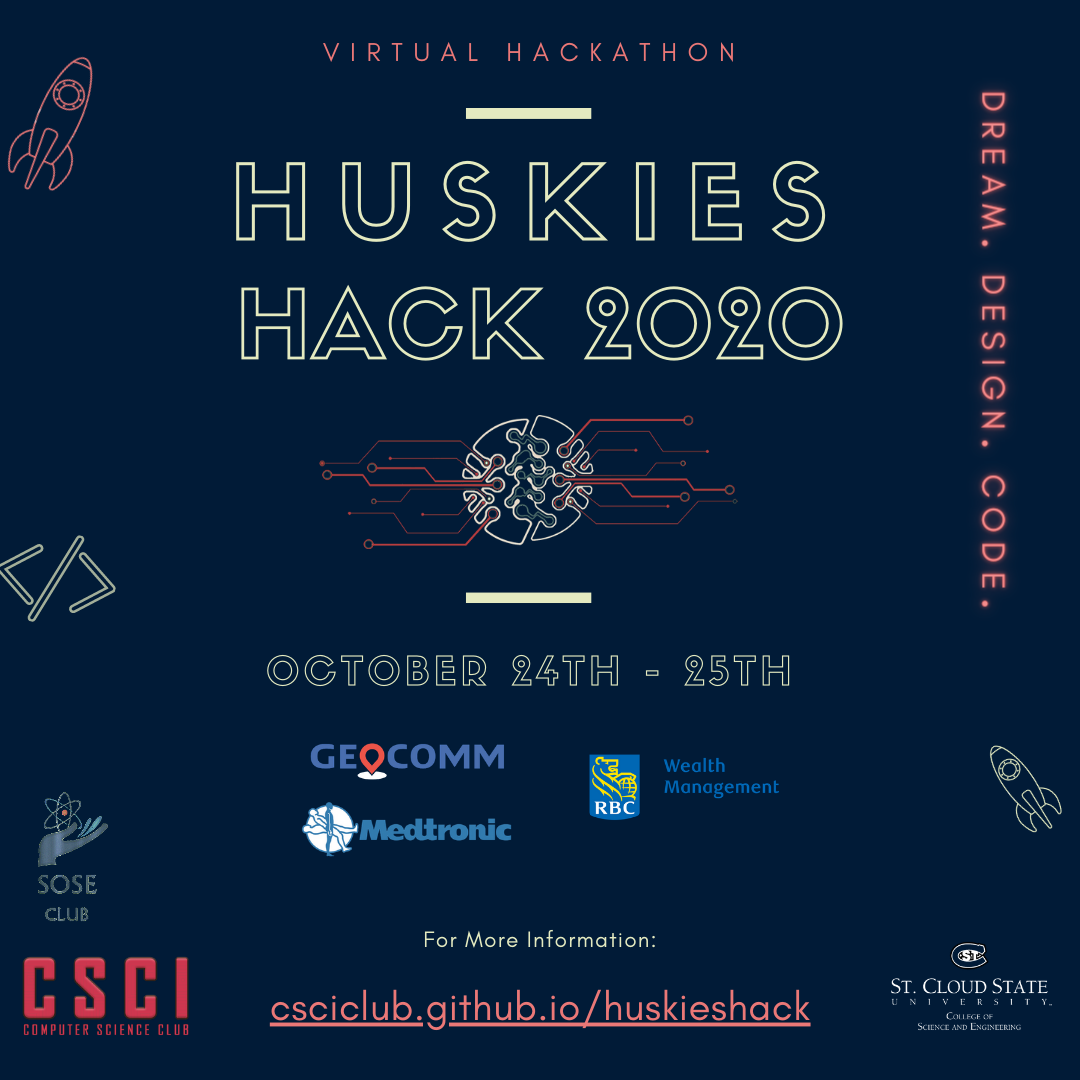 VIRTUAL HACKATHON
HUSKIES
HACK 2020
DREAM. DESIGN. CODE.
OCTOBER 24TH - 25TH
GEOCOMM
Medtronic
RBC
Wealth
Management
SOSE
CLUB
CSCI
COMPUTER SCIENCE CLUB
For More Information:
csciclub.github.io/huskieshack
ST
ST. CLOUD STATE
UNIVERSITY
COLLEGE OF
SCIENCE AND ENGINEERING